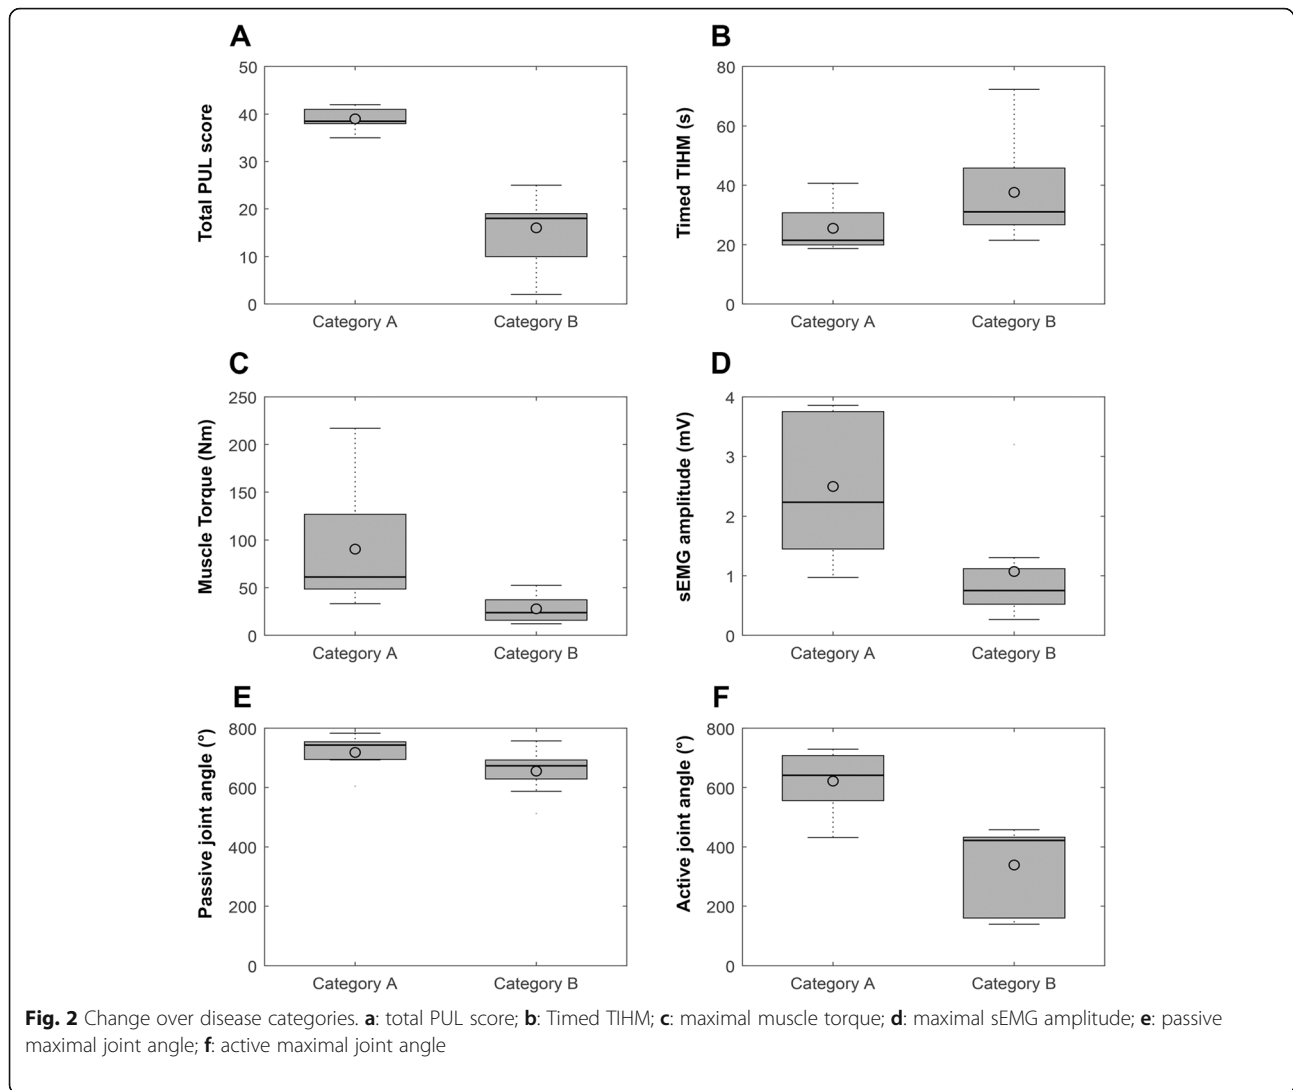 A
Total PUL score
50
40
30
20
10
0
Category A Category B
B
Timed TIHM (s)
80
60
40
20
0
Category A Category B
C
Muscle Torque (Nm)
250
200
150
100
50
0
Category A Category B
D
sEMG amplitude (mV)
4
3
2
1
0
Category A Category B
E
Passive joint angle (°)
800
600
400
200
0
Category A Category B
F
Active joint angle (°)
800
600
400
200
0
Category A Category B
Fig. 2 Change over disease categories. a: total PUL score; b: Timed TIHM; c: maximal muscle torque; d: maximal sEMG amplitude; e: passive
maximal joint angle; f: active maximal joint angle